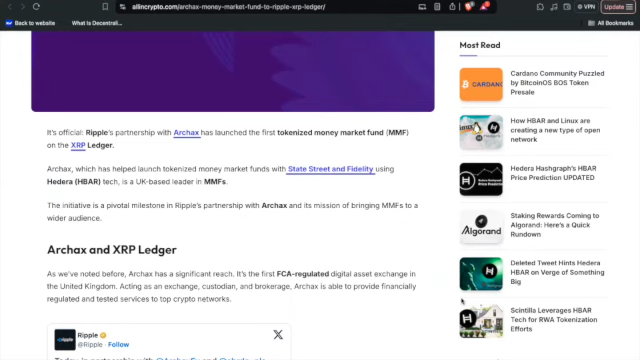 allincrypto.com/archax-money-market-fund-to-ripple-xrp-ledger/
VPN
Update
Back to website
What Is Decentrali...
All Bookmarks
It's official: Ripple's partnership with Archax has launched the first tokenized money market fund (MMF)
on the XRP Ledger.
Archax, which has helped launch tokenized money market funds with State Street and Fidelity using
Hedera (HBAR) tech, is a UK-based leader in MMFs.
The initiative is a pivotal milestone in Ripple's partnership with Archax and its mission of bringing MMFs to a
wider audience.
Archax and XRP Ledger
As we've noted before, Archax has a significant reach. It's the first FCA-regulated digital asset exchange in
the United Kingdom. Acting as an exchange, custodian, and brokerage, Archax is able to provide financially
regulated and tested services to top crypto networks.
Ripple
@Ripple · Follow
Most Read
CARDANO
Cardano Community Puzzled
by BitcoinOS BOS Token
Presale
How HBAR and Linux are
creating a new type of open
network
Hedera Hashgraph's HBAR
Price Prediction UPDATED
Algorand
Staking Rewards Coming to
Algorand: Here's a Quick
Rundown
Deleted Tweet Hints Hedera
HBAR on Verge of Something
Big
Scintilla Leverages HBAR
Tech for RWA Tokenization
Efforts